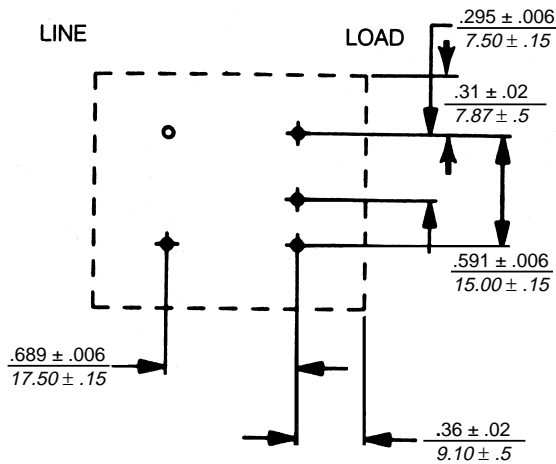 LINE
LOAD
.295 ± .006
7.50 ± .15
.31 ± .02
7.87 ± .5
.591 ± .006
15.00 ± .15
.689 ± .006
17.50 ± .15
.36 ± .02
9.10 ± .5